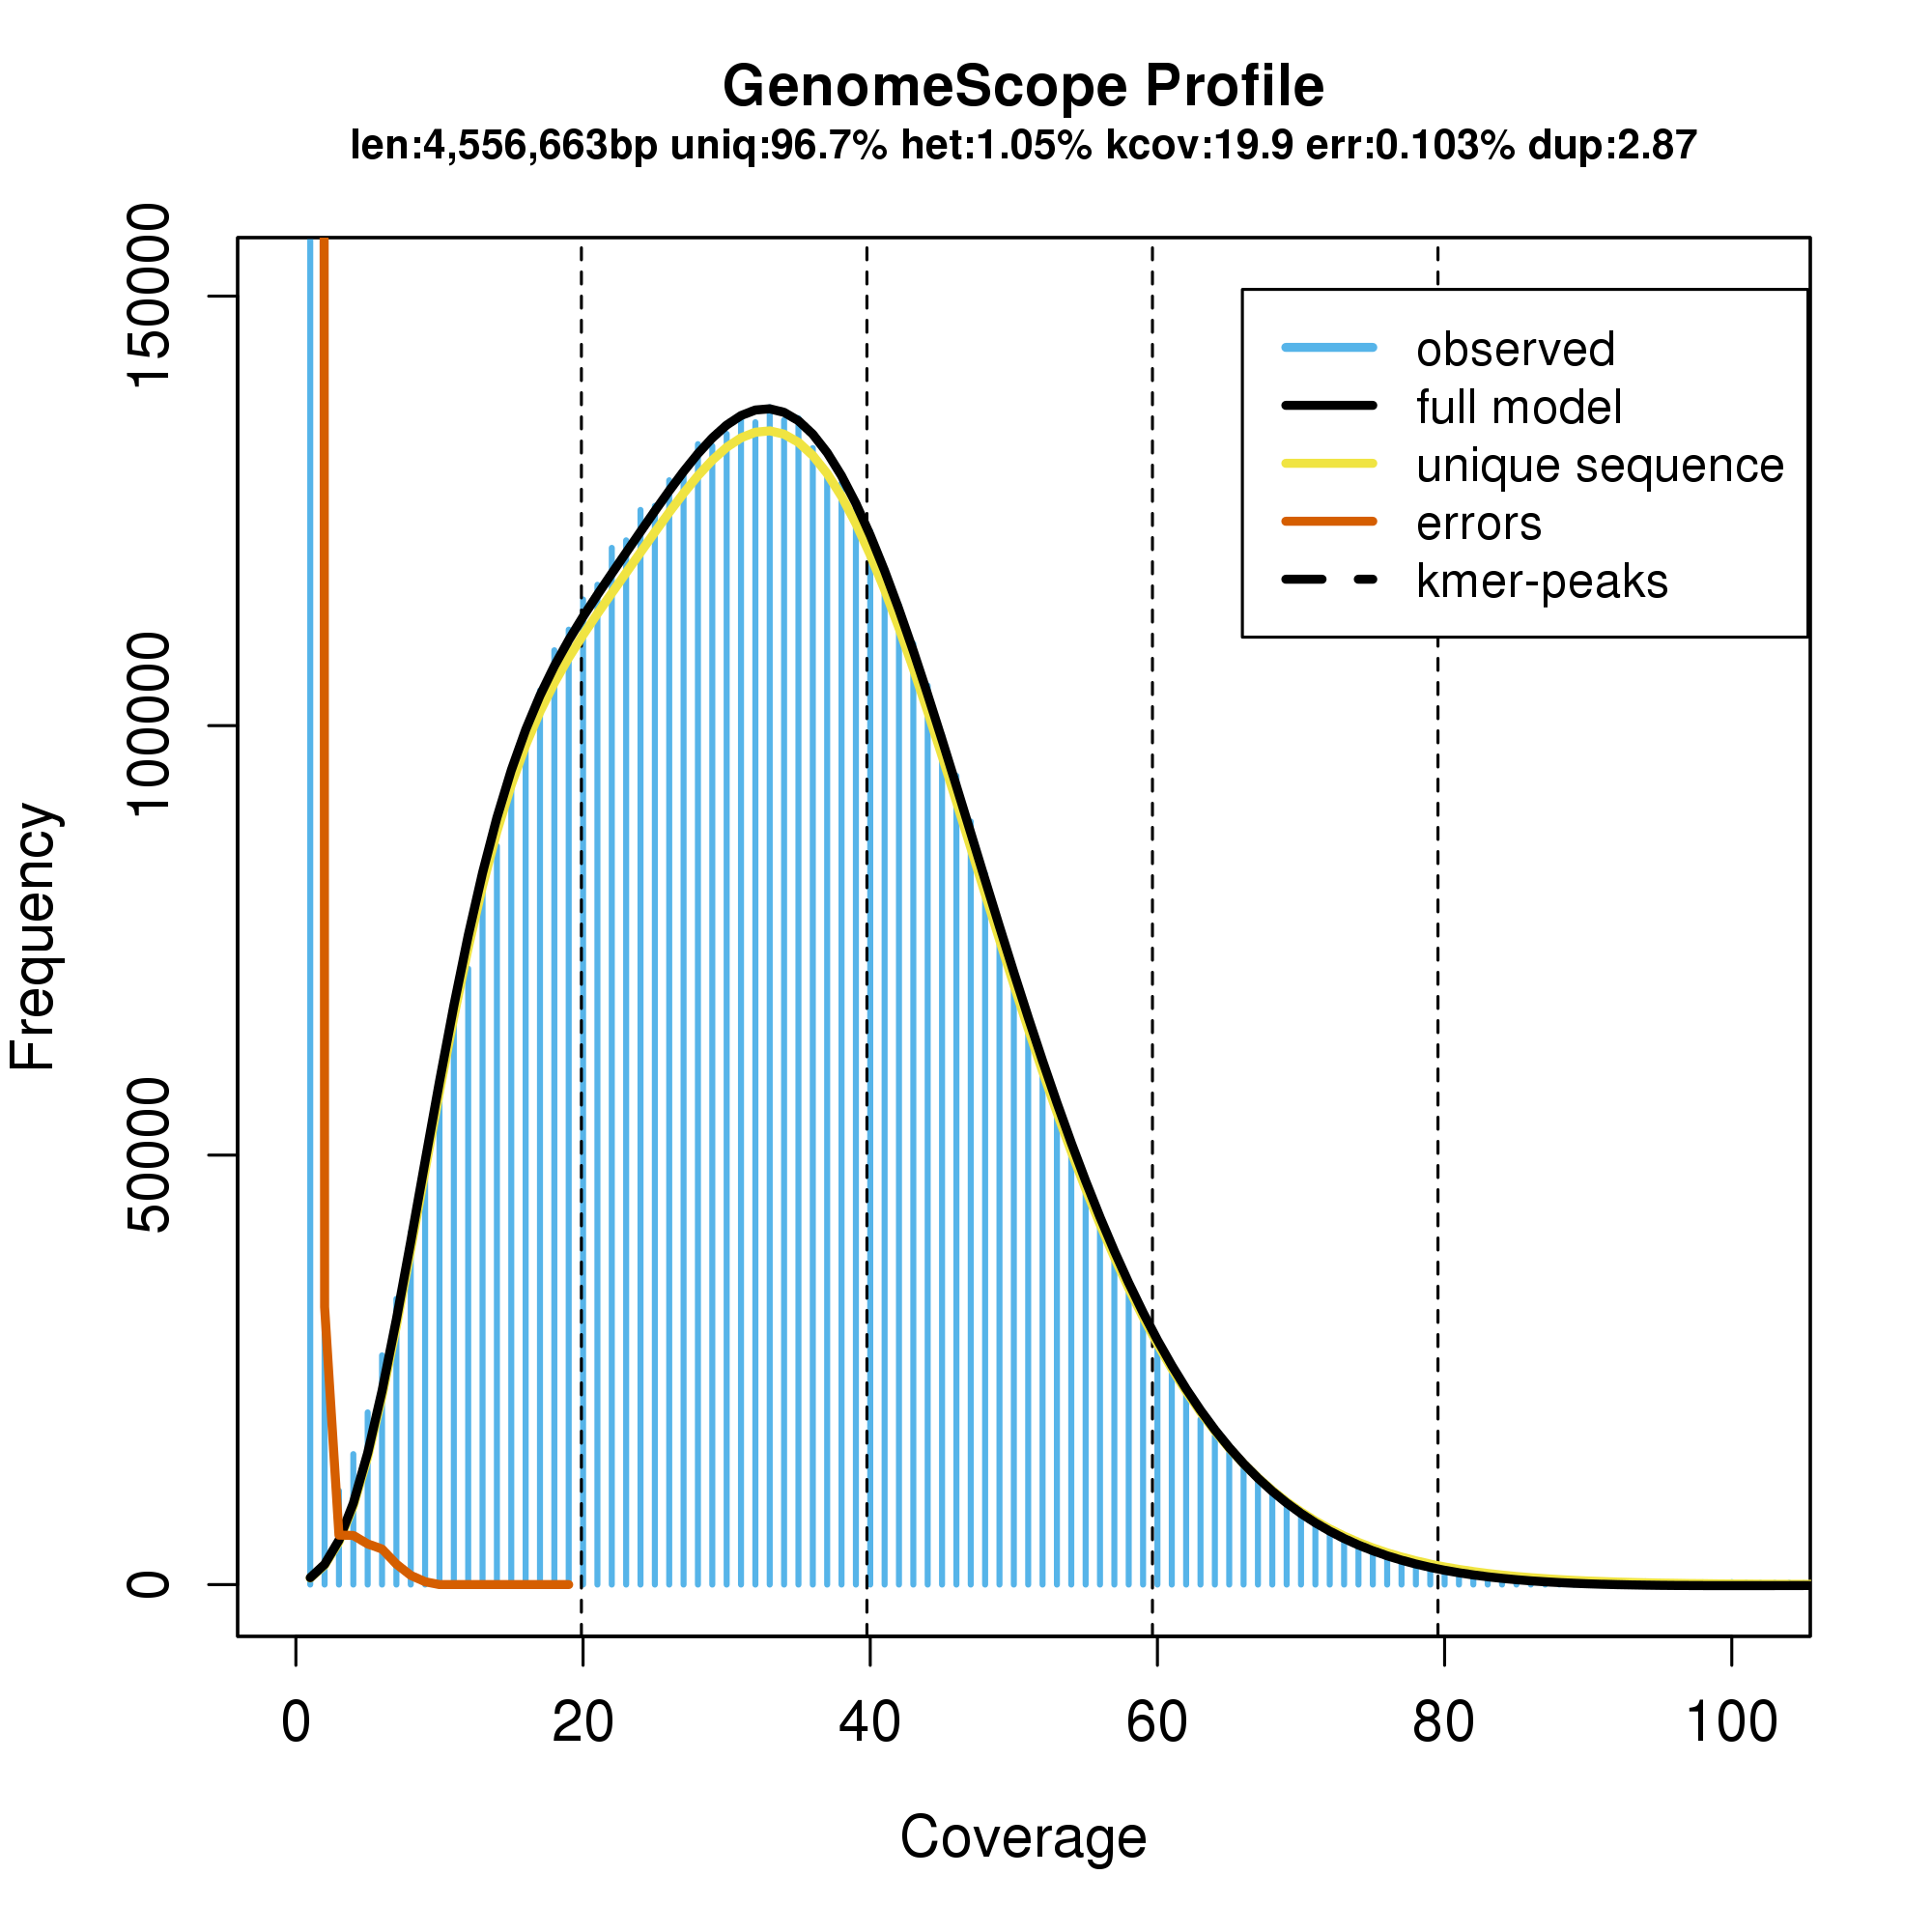 GenomeScope Profile
len:4,556,663bp uniq:96.7% het:1.05% kcov:19.9 err:0.103% dup:2.87
150000
100000
50000
0
Frequency
observed
full model
unique sequence
errors
kmer-peaks
0 20 40 60 80 100
Coverage